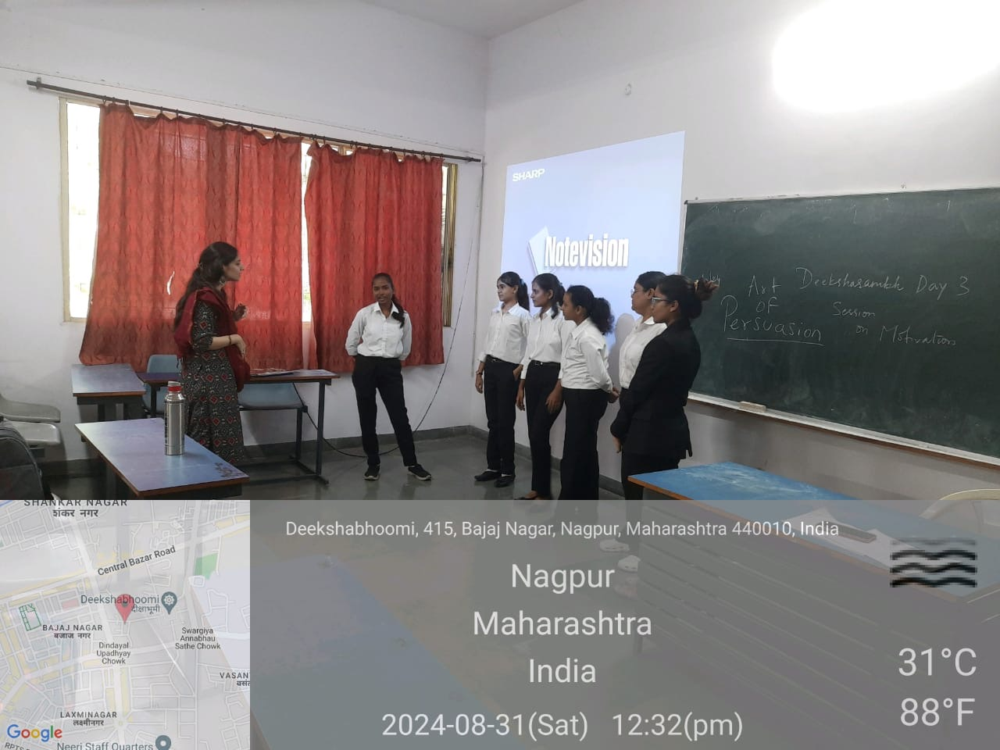 SHARP
Notevision
Art
OF
Persuasion
Deeksharambh Day 3
Session
on Motivation
SHANKAR NAGAR
शंकर नगर
Central Bazar Road
Deekshabhoomi
दीक्षाभूमी
BAJAJ NAGAR
बजाज नगर
Swargiya
Annabhau
Sathe Chowk
Dindayal
Upadhyay
Chowk
LAXMINAGAR
लक्ष्मीनगर
Google
Neeri Staff Quarters
Deekshabhoomi, 415, Bajaj Nagar, Nagpur, Maharashtra 440010, India
Nagpur
Maharashtra
India
2024-08-31(Sat) 12:32(pm)
31°C
88°F